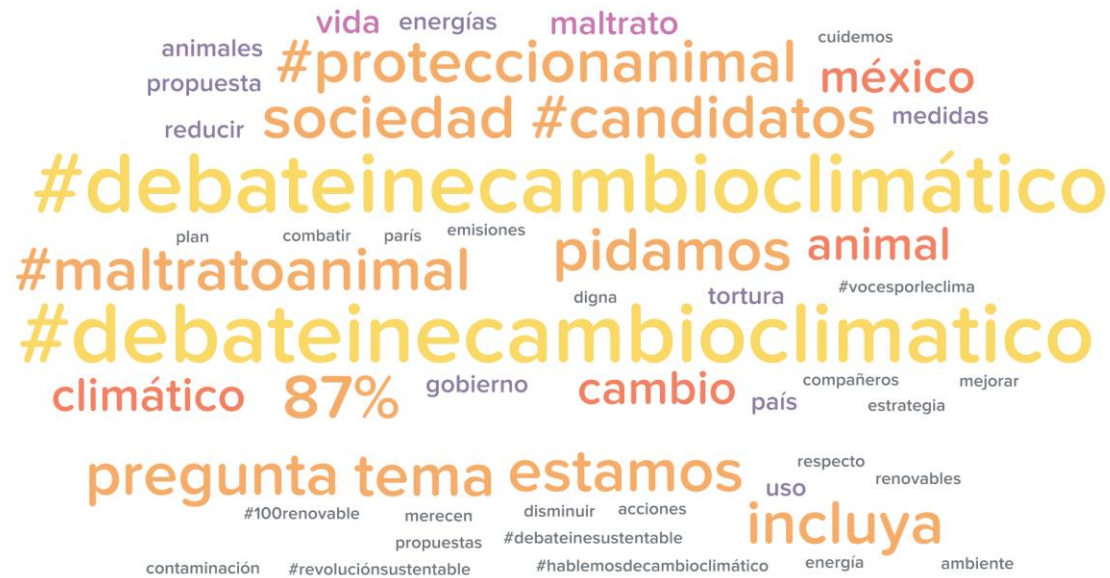 vida energías maltrato
animales #proteccionanimal cuidemos
propuesta méxico
reducir sociedad #candidatos medidas
#debateinecambioclimático
plan combatir parís emisiones
#maltratoanimal pidamos animal
digna tortura #vocesporleclima
#debateinecambioclimatico
climático 87% gobierno cambio país compañeros mejorar
estrategia
pregunta tema estamos respecto
uso renovables
#100renovable merecen disminuir acciones incluya
propuestas #debateinesustentable
contaminación #revoluciónsustentable #hablemosdecambioclimático energía ambiente